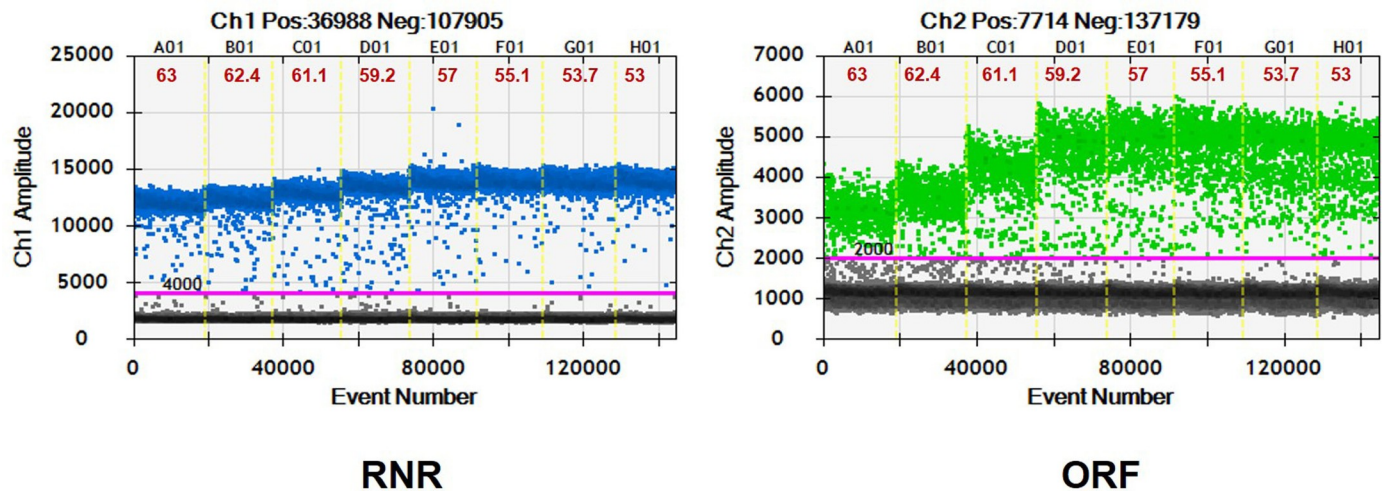 Ch1 Pos:36988 Neg:107905
A01 B01 C01 D01 E01 F01 G01 H01
63 62.4 61.1 59.2 57 55.1 53.7 53
25000
20000
15000
10000
5000
0
4000
Ch1 Amplitude
0 40000 80000 120000
Event Number
RNR
Ch2 Pos:7714 Neg:137179
A01 B01 C01 D01 E01 F01 G01 H01
63 62.4 61.1 59.2 57 55.1 53.7 53
7000
6000
5000
4000
3000
2000
1000
0
2000
Ch2 Amplitude
0 40000 80000 120000
Event Number
ORF